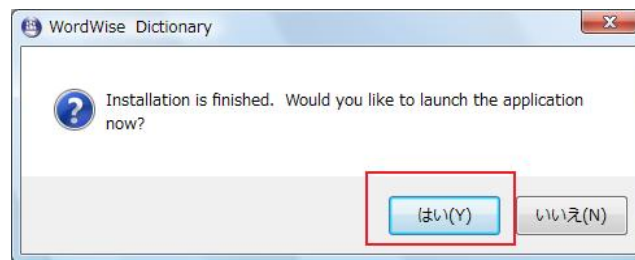 WordWise Dictionary
Installation is finished. Would you like to launch the application
now?
はい(Y)
いいえ(N)